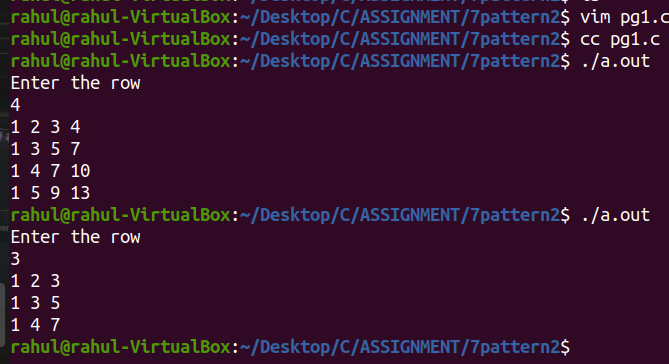 rahul@rahul-VirtualBox:~/Desktop/C/ASSIGNMENT/7pattern2$ vim pg1.c
rahul@rahul-VirtualBox:~/Desktop/C/ASSIGNMENT/7pattern2$ cc pg1.c
rahul@rahul-VirtualBox:~/Desktop/C/ASSIGNMENT/7pattern2$ ./a.out
Enter the row
4
1 2 3 4
1 3 5 7
1 4 7 10
1 5 9 13
rahul@rahul-VirtualBox:~/Desktop/C/ASSIGNMENT/7pattern2$ ./a.out
Enter the row
3
1 2 3
1 3 5
1 4 7
rahul@rahul-VirtualBox:~/Desktop/C/ASSIGNMENT/7pattern2$